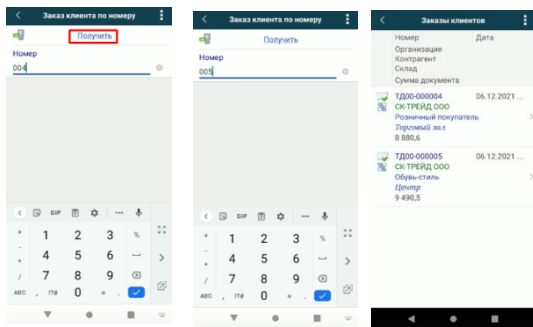 Заказ клиента по номеру
Получить
Номер
004
GIF
+ 1 2 3 %
- 4 5 6
* 7 8 9
/ ABC , !?# 0 = .
Заказ клиента по номеру
Получить
Номер
005
GIF
+ 1 2 3 %
- 4 5 6
* 7 8 9
/ ABC , !?# 0 = .
Заказы клиентов
Номер Дата
Организация
Контрагент
Склад
Сумма документа
ТД00-000004 06.12.2021 ...
СК-ТРЕЙД ООО
Розничный покупатель
Торговый зал
8 880,6
ТД00-000005 06.12.2021 ...
СК-ТРЕЙД ООО
Обувь-стиль
Центр
9 490,5